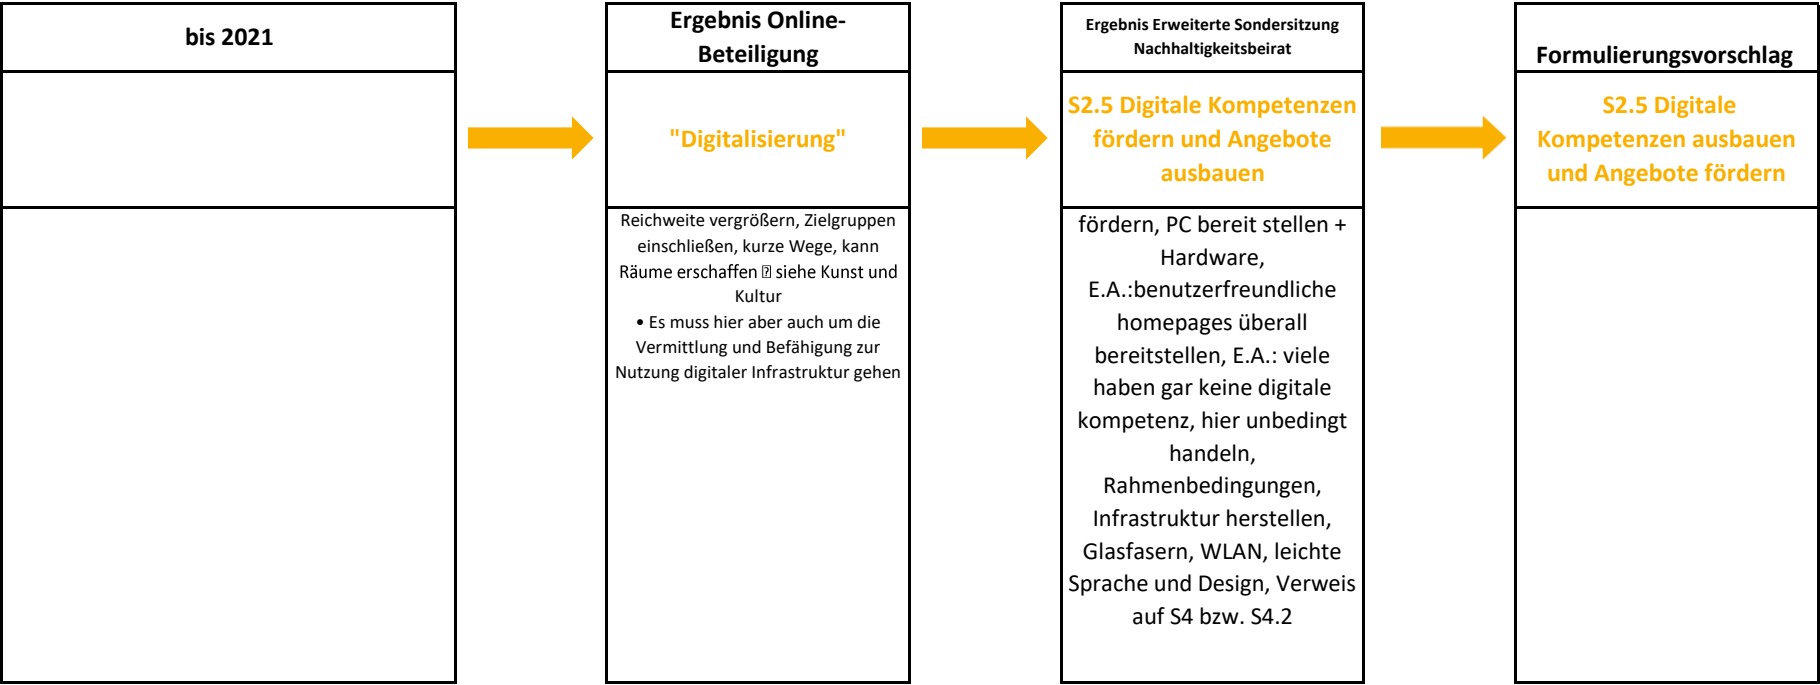 bis 2021
Ergebnis Online-
Beteiligung
Ergebnis Erweiterte Sondersitzung
Nachhaltigkeitsbeirat
Formulierungsvorschlag
"Digitalisierung"
S2.5 Digitale Kompetenzen
fördern und Angebote
ausbauen
S2.5 Digitale
Kompetenzen ausbauen
und Angebote fördern
Reichweite vergrößern, Zielgruppen
einschließen, kurze Wege, kann
Räume erschaffen ⍰ siehe Kunst und
Kultur
• Es muss hier aber auch um die
Vermittlung und Befähigung zur
Nutzung digitaler Infrastruktur gehen
fördern, PC bereit stellen +
Hardware,
E.A.:benutzerfreundliche
homepages überall
bereitstellen, E.A.: viele
haben gar keine digitale
kompetenz, hier unbedingt
handeln,
Rahmenbedingungen,
Infrastruktur herstellen,
Glasfasern, WLAN, leichte
Sprache und Design, Verweis
auf S4 bzw. S4.2